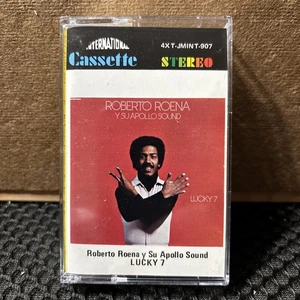 INTERNATIONAL
Cassette
4XT-JMINT-907
STEREO
ROBERTO ROENA
Y SU APOLLO SOUND
LUCKY 7
Roberto Roena y Su Apollo Sound
LUCKY 7